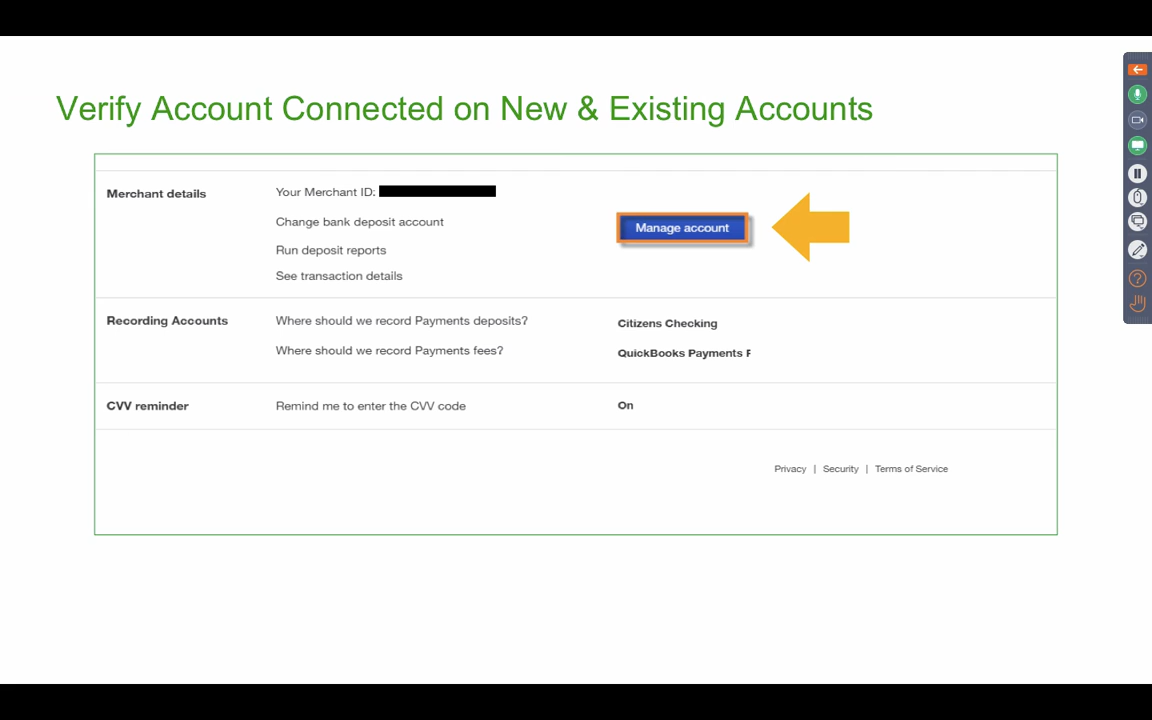 Verify Account Connected on New & Existing Accounts
Merchant details
Your Merchant ID:
Change bank deposit account
Manage account
Run deposit reports
See transaction details
Recording Accounts
Where should we record Payments deposits?
Citizens Checking
Where should we record Payments fees?
QuickBooks Payments F
CVV reminder
Remind me to enter the CVV code
On
Privacy | Security | Terms of Service